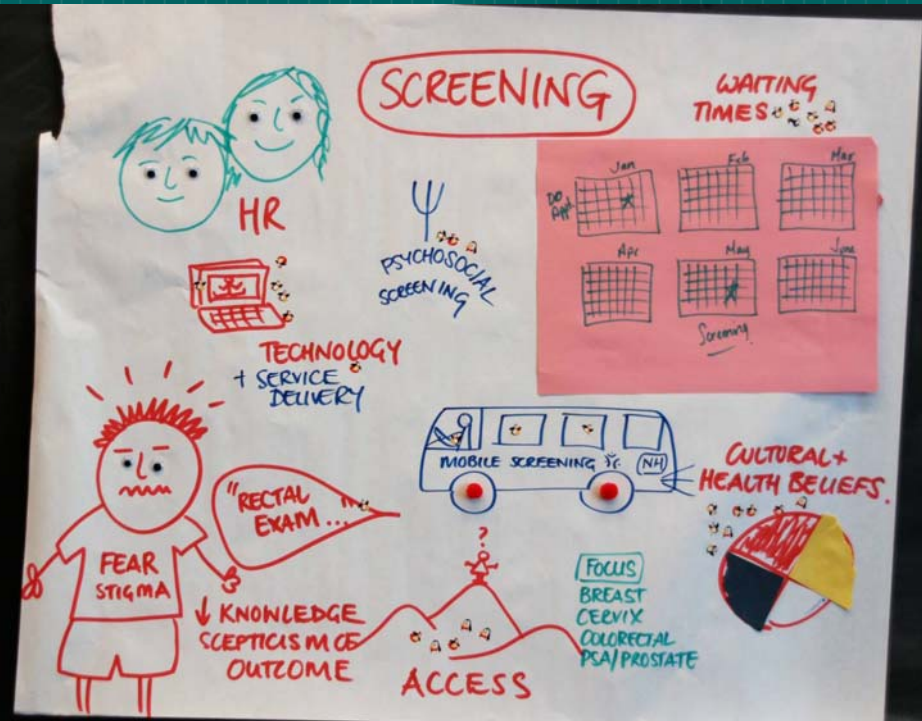 SCREENING
WAITING
TIMES
HR
Jan
Feb
Mar
Appt
Apr
May
June
Screening
PSYCHOSOCIAL
SCREENING
TECHNOLOGY
+ SERVICE
DELIVERY
MOBILE SCREENING
NH
CULTURAL +
HEALTH BELIEFS.
"RECTAL
EXAM ..."
FEAR
STIGMA
↓ KNOWLEDGE
SCEPTICISM OF
OUTCOME
?
ACCESS
FOCUS
BREAST
CERVIX
COLORECTAL
PSA/PROSTATE